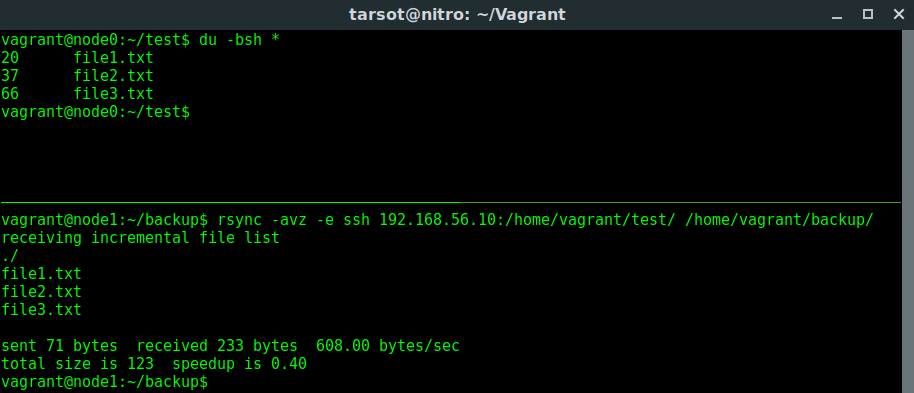 tarsot@nitro: ~/Vagrant
vagrant@node0:~/test$ du -bsh *
20      file1.txt
37      file2.txt
66      file3.txt
vagrant@node0:~/test$
vagrant@node1:~/backup$ rsync -avz -e ssh 192.168.56.10:/home/vagrant/test/ /home/vagrant/backup/
receiving incremental file list
./
file1.txt
file2.txt
file3.txt
sent 71 bytes  received 233 bytes  608.00 bytes/sec
total size is 123  speedup is 0.40
vagrant@node1:~/backup$